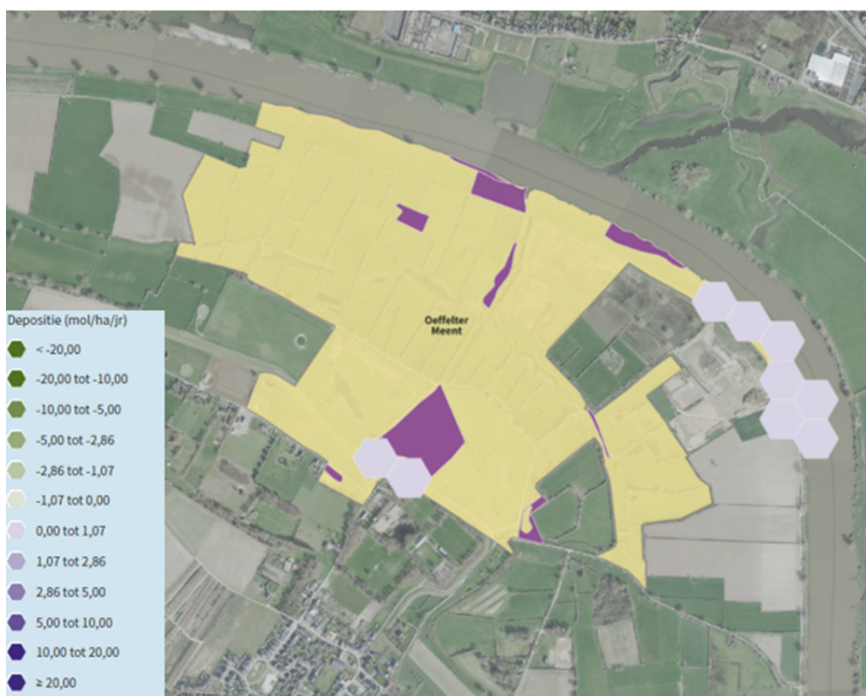 Oeffelter
Meent
Depositie (mol/ha/jr)
< -20,00
-20,00 tot -10,00
-10,00 tot -5,00
-5,00 tot -2,86
-2,86 tot -1,07
-1,07 tot 0,00
0,00 tot 1,07
1,07 tot 2,86
2,86 tot 5,00
5,00 tot 10,00
10,00 tot 20,00
≥ 20,00